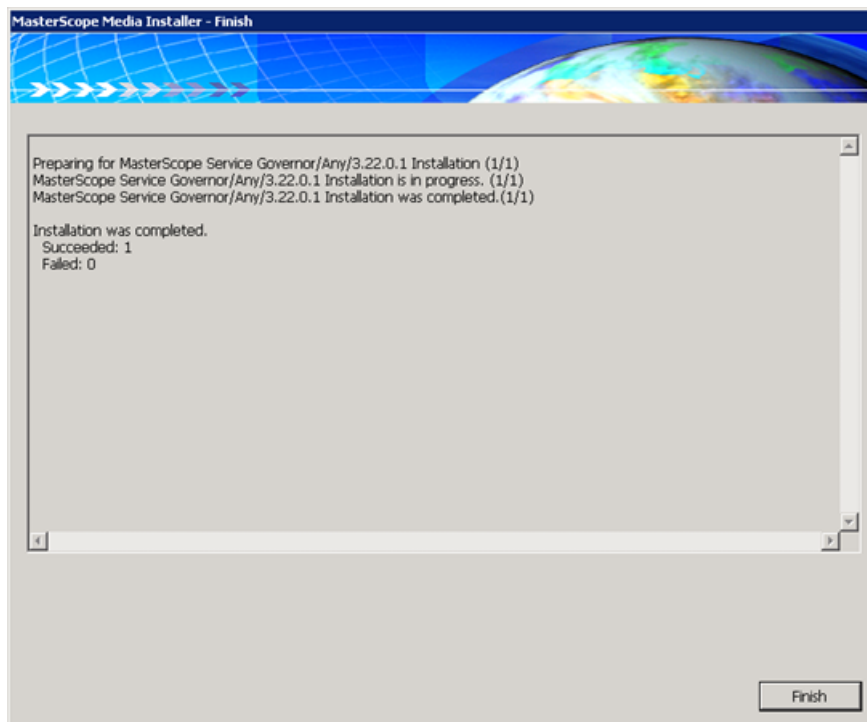 MasterScope Media Installer - Finish
Preparing for MasterScope Service Governor/Any/3.22.0.1 Installation (1/1)
MasterScope Service Governor/Any/3.22.0.1 Installation is in progress. (1/1)
MasterScope Service Governor/Any/3.22.0.1 Installation was completed.(1/1)
Installation was completed.
Succeeded: 1
Failed: 0
Finish